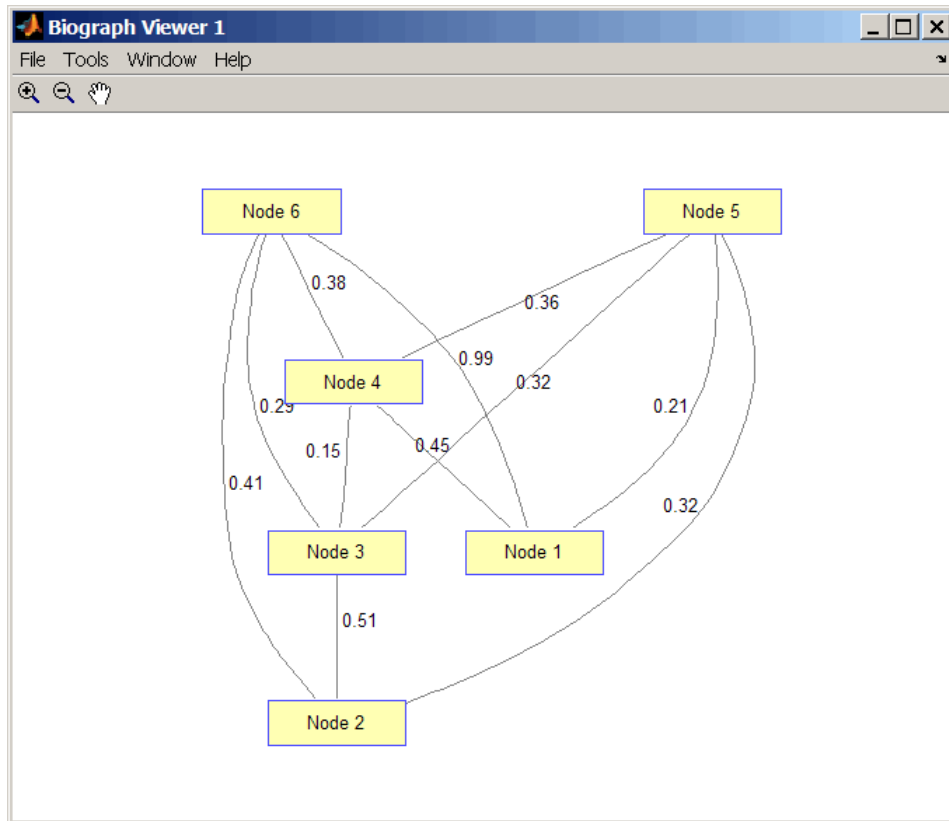 Biograph Viewer 1
File Tools Window Help
Node 6 Node 5
0.38
0.36
0.99
Node 4 0.32
0.29 0.21
0.15 0.45
0.41
0.32
Node 3 Node 1
0.51
Node 2